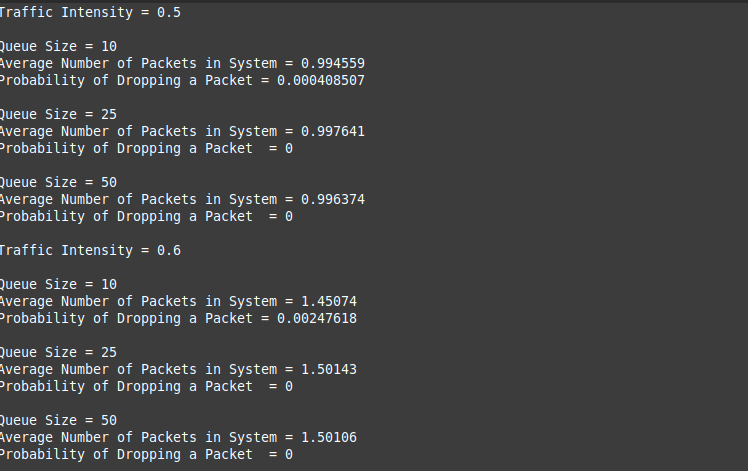 Traffic Intensity = 0.5
Queue Size = 10
Average Number of Packets in System = 0.994559
Probability of Dropping a Packet = 0.000408507
Queue Size = 25
Average Number of Packets in System = 0.997641
Probability of Dropping a Packet  = 0
Queue Size = 50
Average Number of Packets in System = 0.996374
Probability of Dropping a Packet  = 0
Traffic Intensity = 0.6
Queue Size = 10
Average Number of Packets in System = 1.45074
Probability of Dropping a Packet = 0.00247618
Queue Size = 25
Average Number of Packets in System = 1.50143
Probability of Dropping a Packet  = 0
Queue Size = 50
Average Number of Packets in System = 1.50106
Probability of Dropping a Packet  = 0